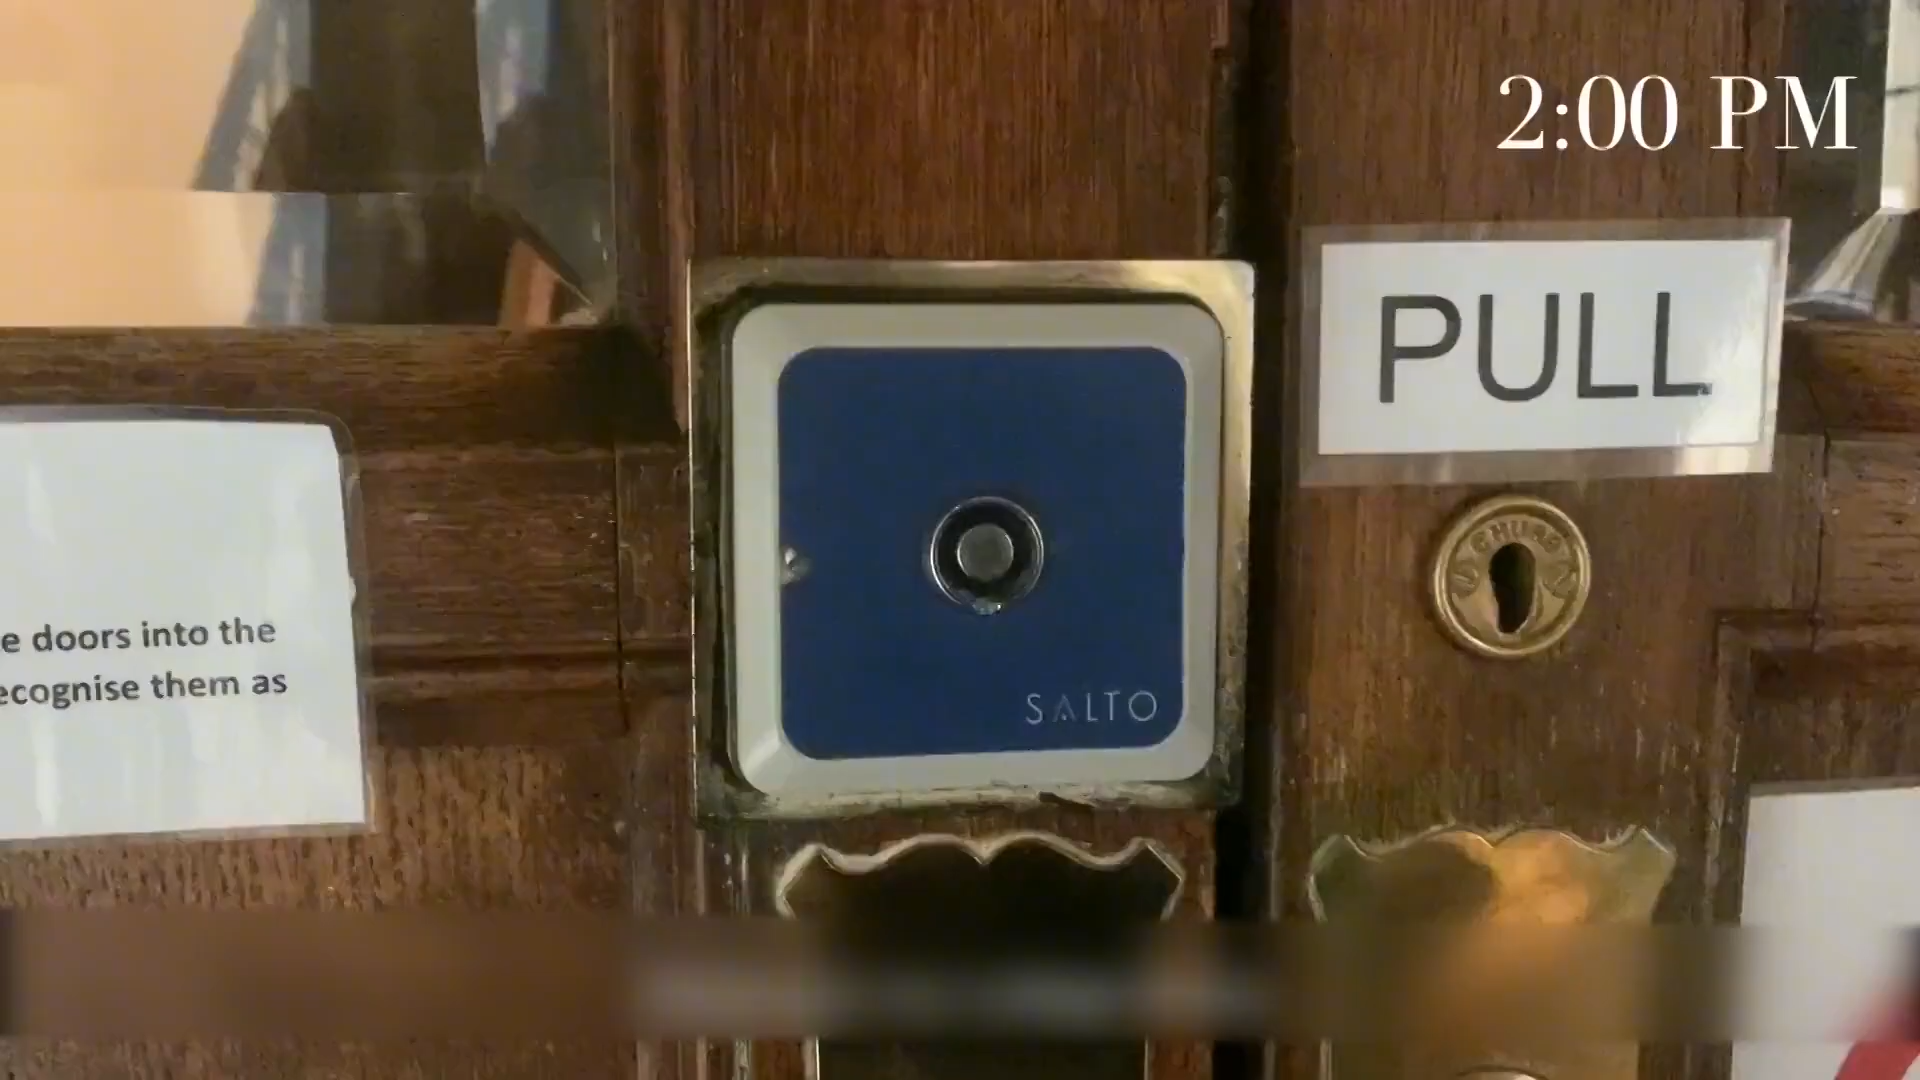 2:00 PM
PULL
e doors into the
ecognise them as
SALTO